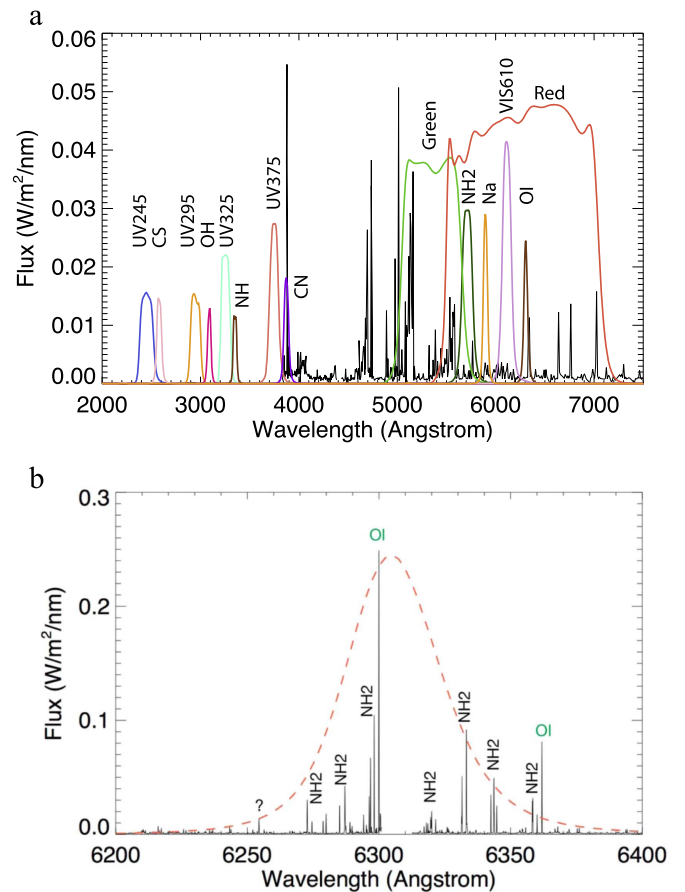 a
0.06
0.05
0.04
0.03
0.02
0.01
0.00
Flux (W/m²/nm)
UV245
CS
UV295
OH
UV325
NH
UV375
CN
Green
NH2
Na
VIS610
OI
Red
2000 3000 4000 5000 6000 7000
Wavelength (Angstrom)
b
0.3
0.2
0.1
0.0
Flux (W/m²/nm)
?
NH2
NH2
NH2
OI
NH2
NH2
NH2
NH2
OI
6200 6250 6300 6350 6400
Wavelength (Angstrom)